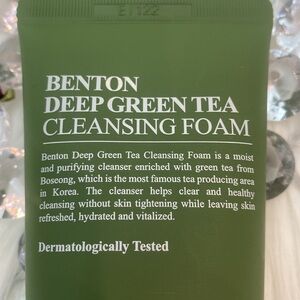 BENTON
DEEP GREEN TEA
CLEANSING FOAM
Benton Deep Green Tea Cleansing Foam is a moist
and purifying cleanser enriched with green tea from
Boseong, which is the most famous tea producing area
in Korea. The cleanser helps clear and healthy
cleansing without skin tightening while leaving skin
refreshed, hydrated and vitalized.
Dermatologically Tested